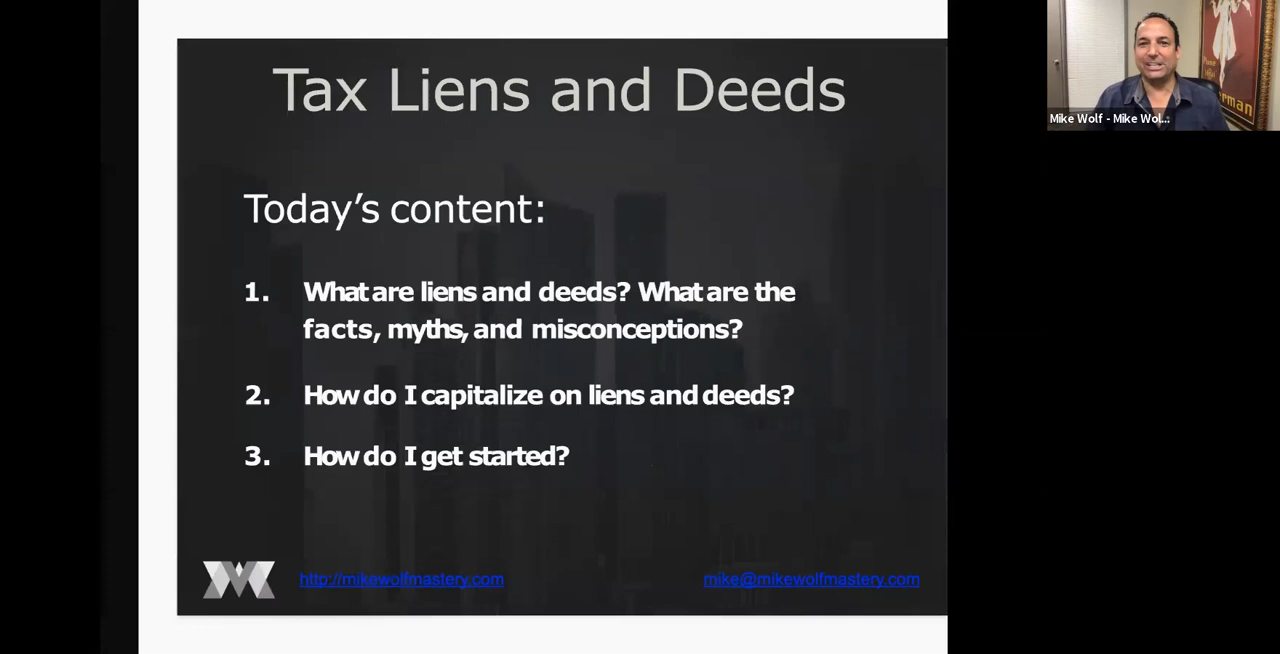 Tax Liens and Deeds
Today's content:
1. What are liens and deeds? What are the
facts, myths, and misconceptions?
2. How do I capitalize on liens and deeds?
3. How do I get started?
http://mikewolfmastery.com
mike@mikewolfmastery.com
Mike Wolf - Mike Wol...
erman